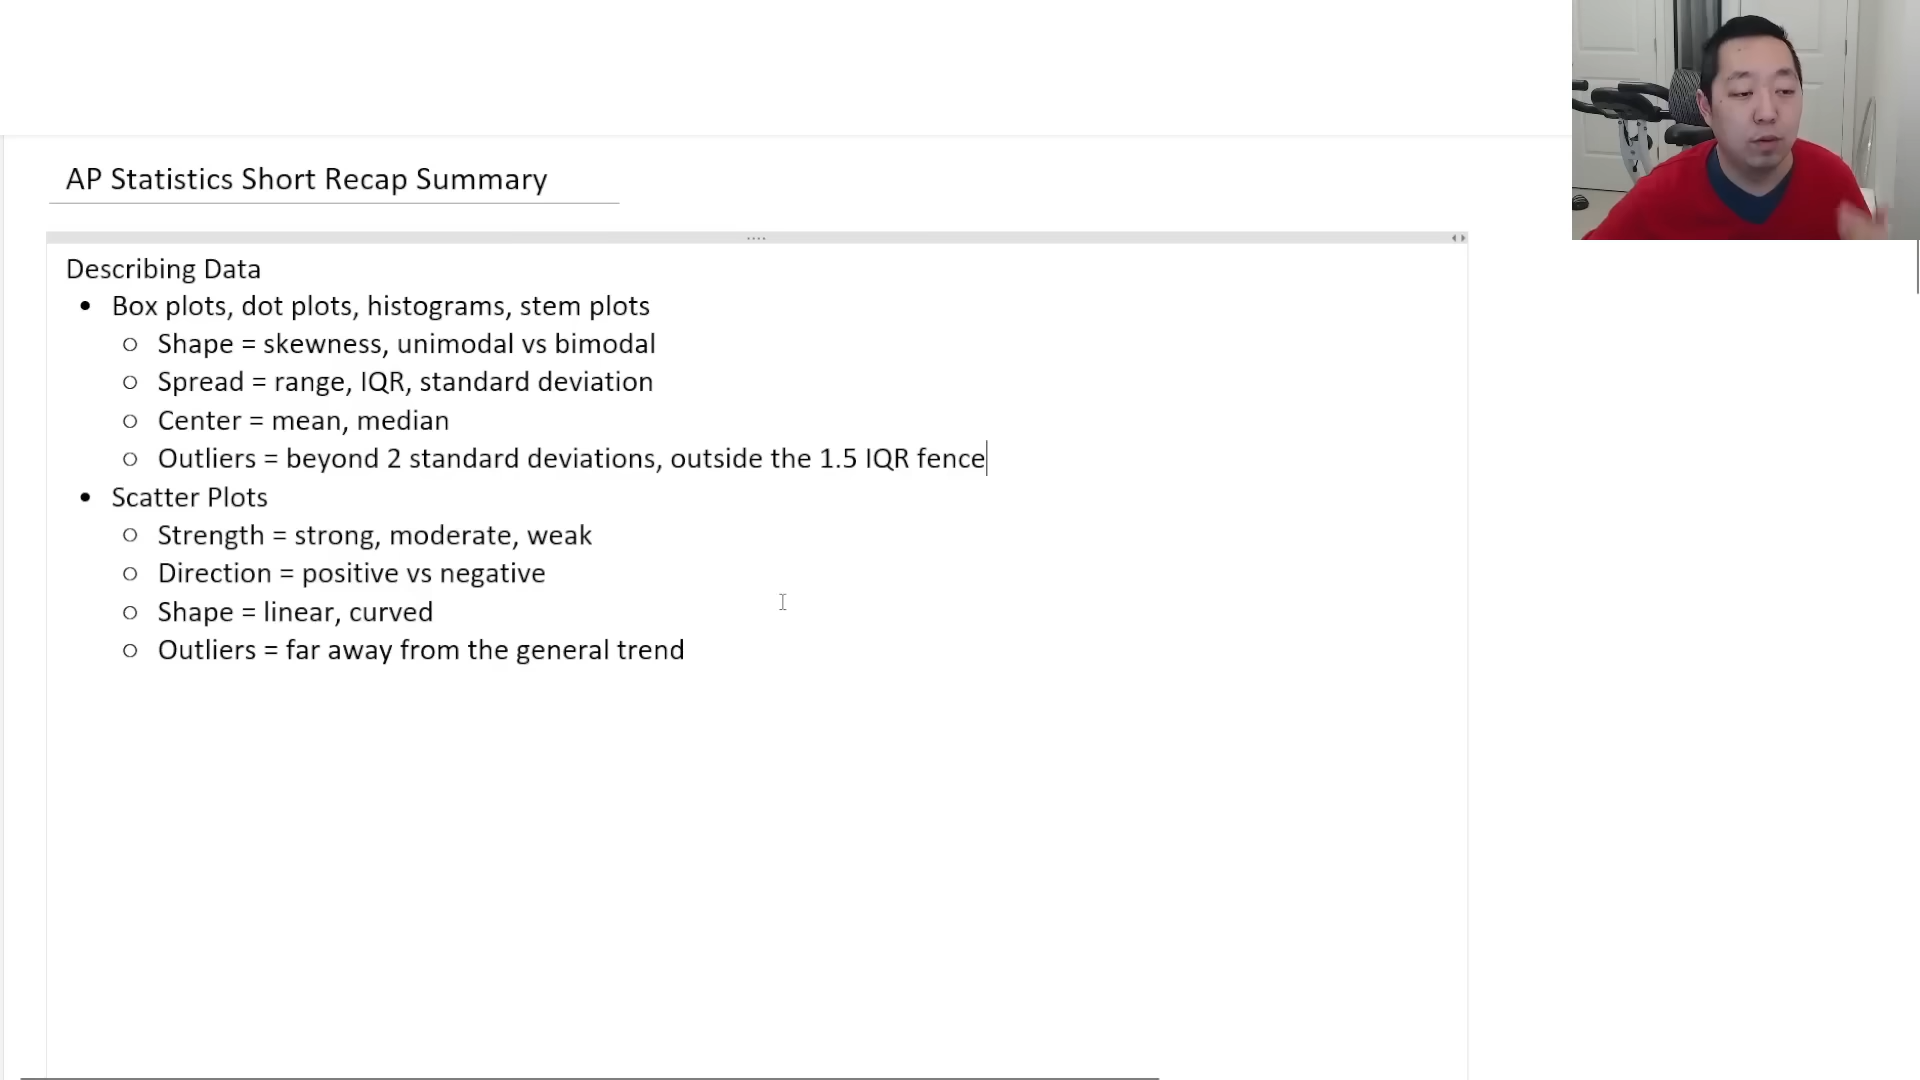 AP Statistics Short Recap Summary
Describing Data
• Box plots, dot plots, histograms, stem plots
○ Shape = skewness, unimodal vs bimodal
○ Spread = range, IQR, standard deviation
○ Center = mean, median
○ Outliers = beyond 2 standard deviations, outside the 1.5 IQR fence
• Scatter Plots
○ Strength = strong, moderate, weak
○ Direction = positive vs negative
○ Shape = linear, curved
○ Outliers = far away from the general trend